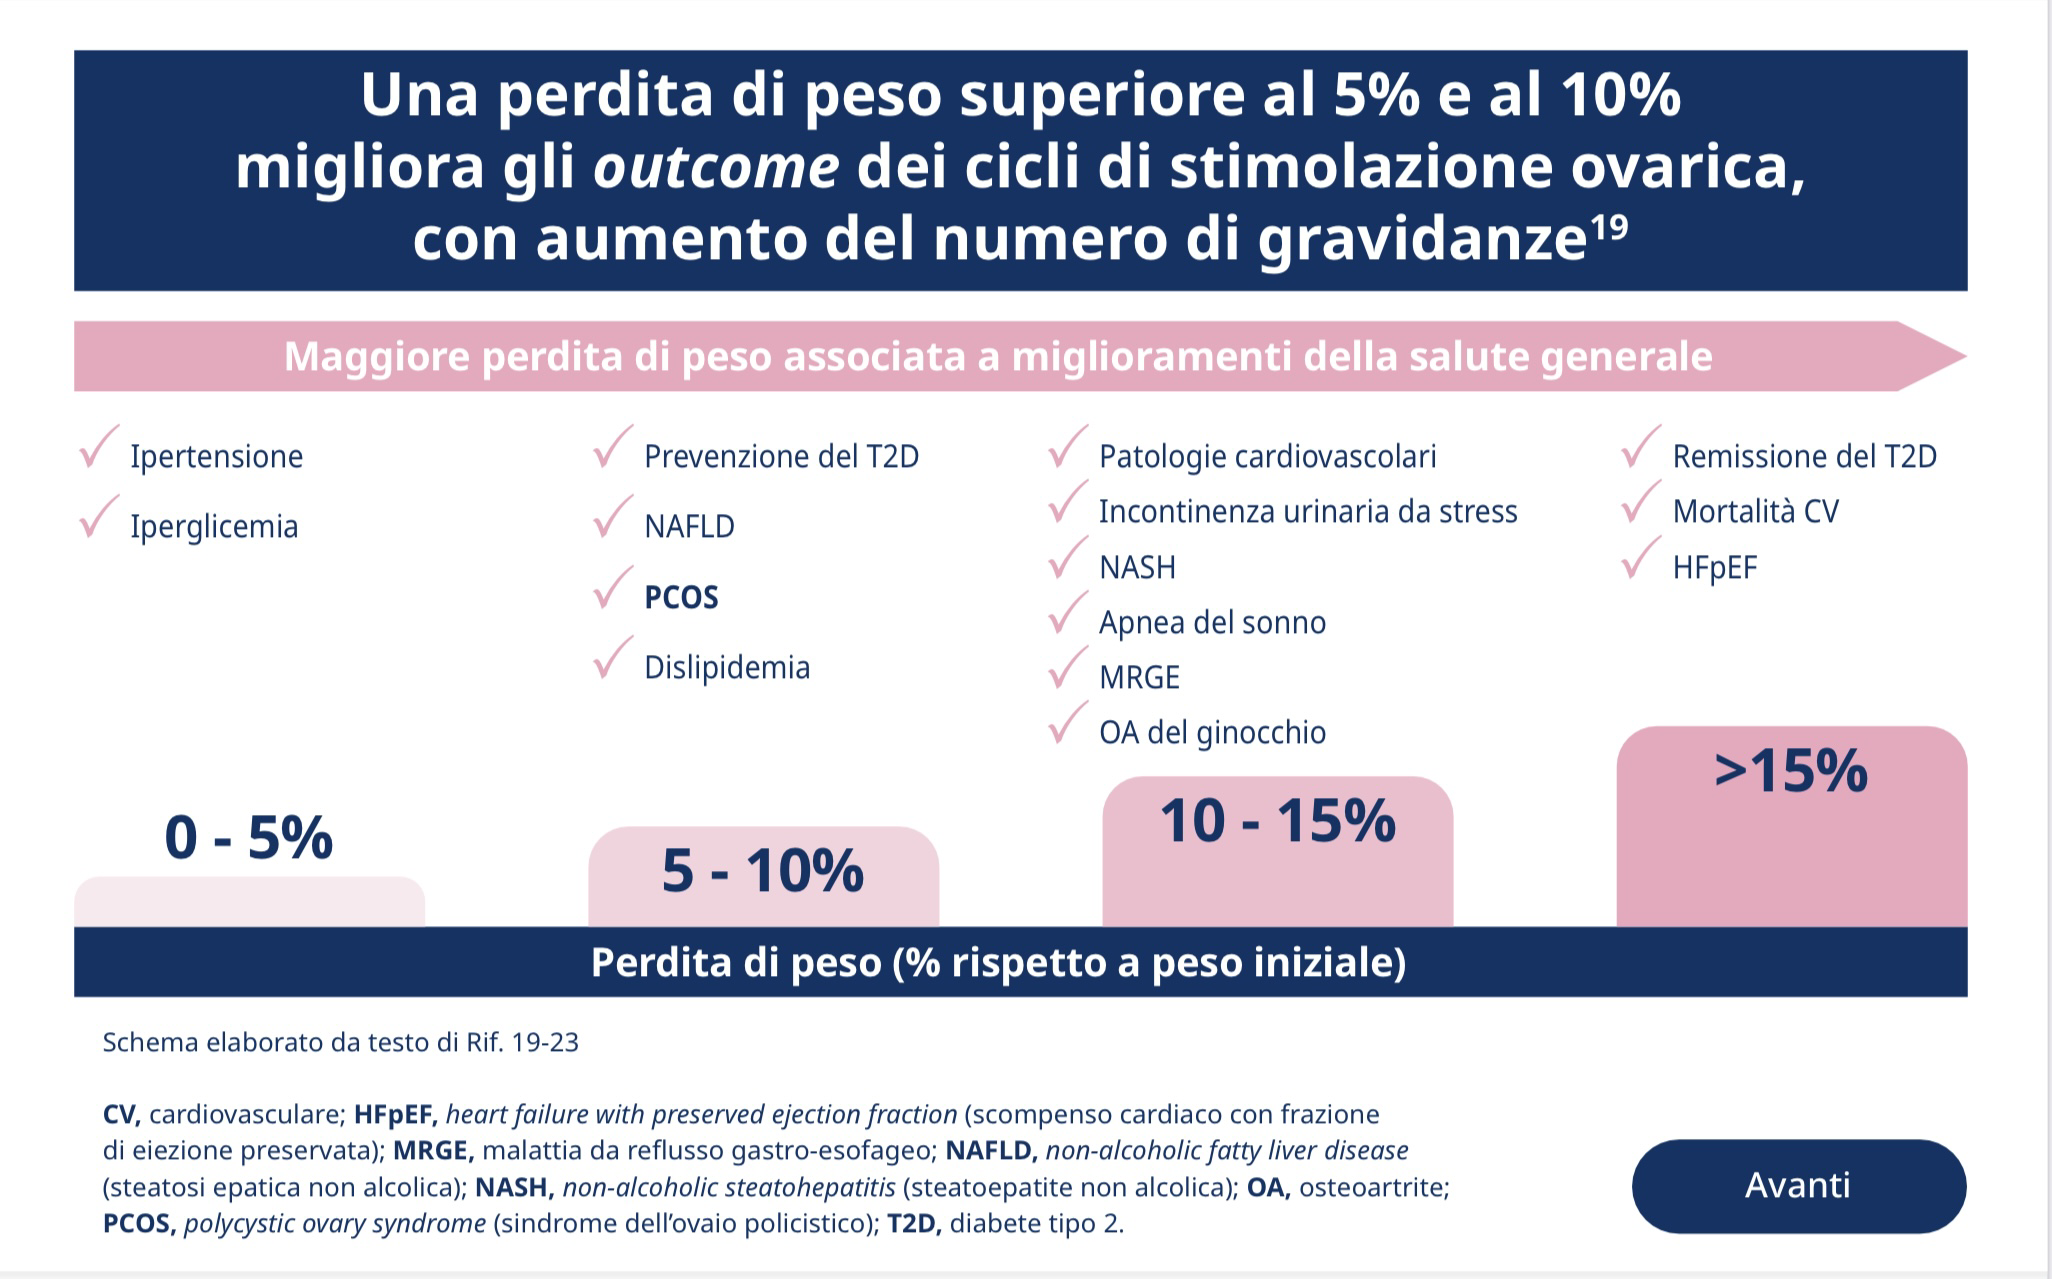 Una perdita di peso superiore al 5% e al 10%
migliora gli outcome dei cicli di stimolazione ovarica,
con aumento del numero di gravidanze¹⁹
Maggiore perdita di peso associata a miglioramenti della salute generale
Ipertensione
Iperglicemia
0 - 5%
Prevenzione del T2D
NAFLD
PCOS
Dislipidemia
5 - 10%
Patologie cardiovascolari
Incontinenza urinaria da stress
NASH
Apnea del sonno
MRGE
OA del ginocchio
10 - 15%
Remissione del T2D
Mortalità CV
HFpEF
>15%
Perdita di peso (% rispetto a peso iniziale)
Schema elaborato da testo di Rif. 19-23
CV, cardiovasculare; HFpEF, heart failure with preserved ejection fraction (scompenso cardiaco con frazione
di eiezione preservata); MRGE, malattia da reflusso gastro-esofageo; NAFLD, non-alcoholic fatty liver disease
(steatosi epatica non alcolica); NASH, non-alcoholic steatohepatitis (steatoepatite non alcolica); OA, osteoartrite;
PCOS, polycystic ovary syndrome (sindrome dell’ovaio policistico); T2D, diabete tipo 2.
Avanti